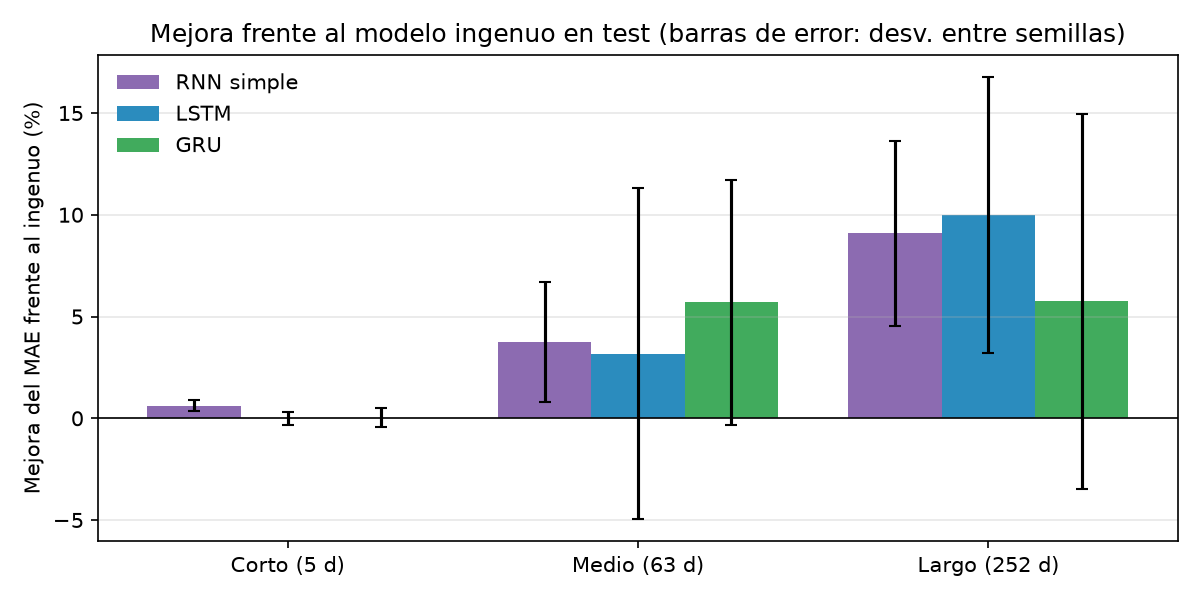 Mejora frente al modelo ingenuo en test (barras de error: desv. entre semillas)
Mejora del MAE frente al ingenuo (%)
RNN simple
LSTM
GRU
15
10
5
0
−5
Corto (5 d)
Medio (63 d)
Largo (252 d)